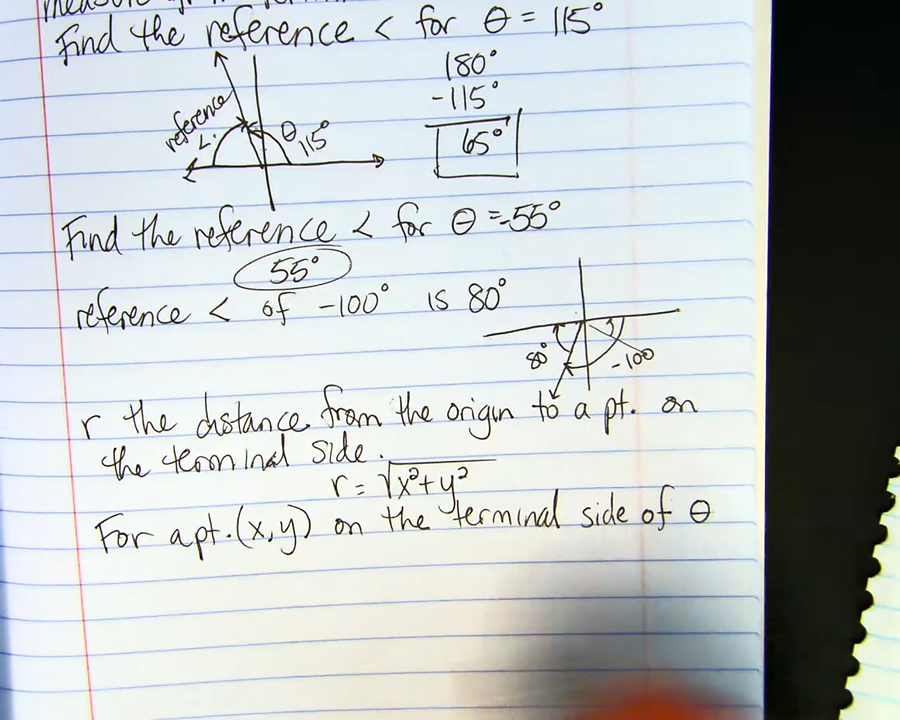 Find the reference < for θ = 115°
180°
-115°
65°
reference
<
θ
115°
Find the reference < for θ =-55°
55°
reference < of -100° is 80°
80°
-100
r the distance from the origin to a pt. on
the terminal side.
r = √x²+y²
For a pt. (x,y) on the terminal side of θ